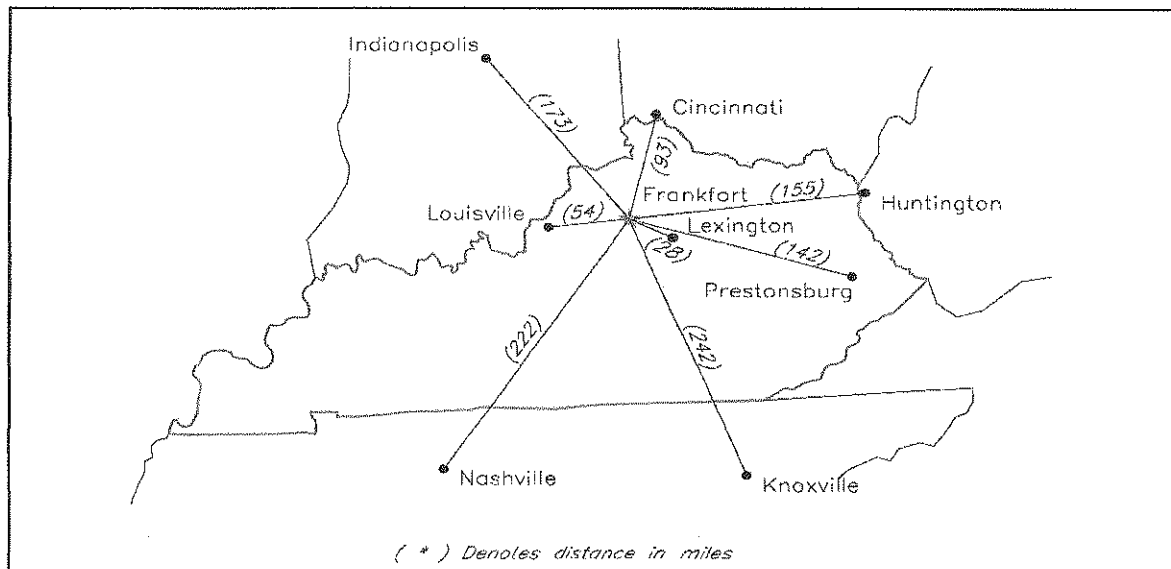 Indianapolis
(173)
Cincinnati
(93)
Frankfort
(155)
Huntington
Louisville
(54)
Lexington
(28)
(142)
Prestonsburg
(222)
(242)
Nashville
Knoxville
( * ) Denotes distance in miles